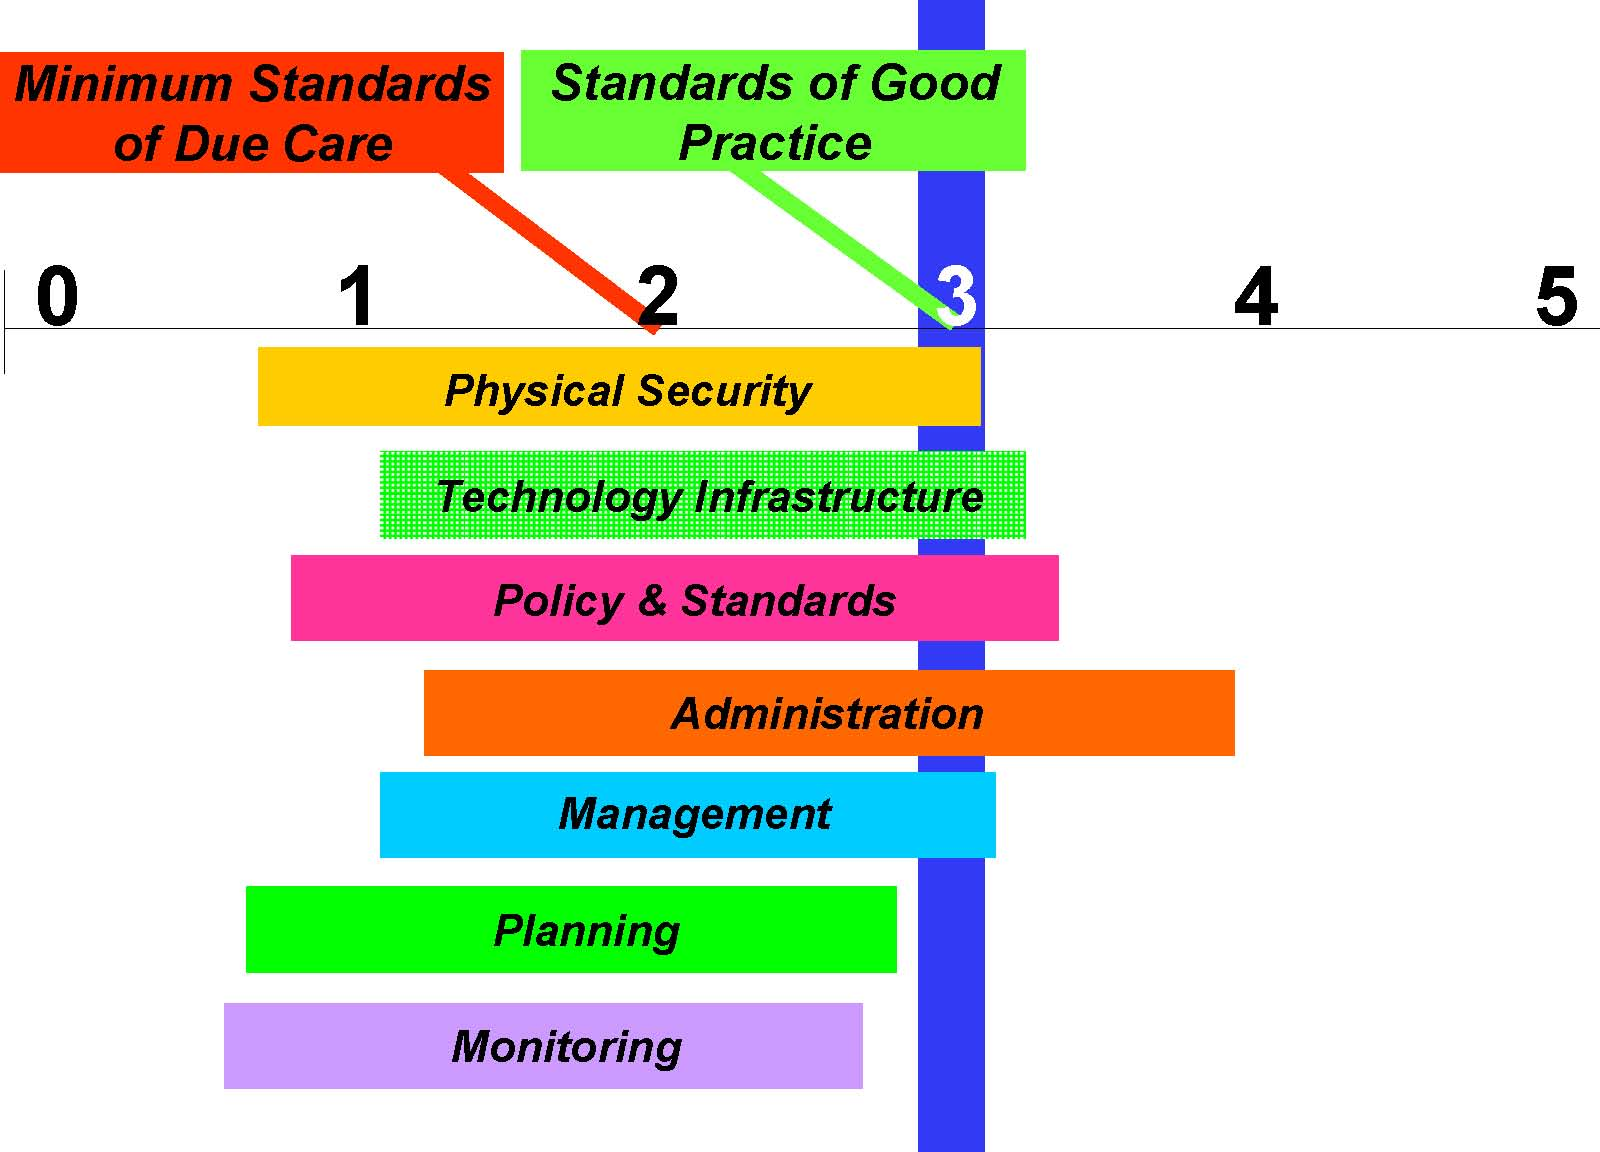 Minimum Standards
of Due Care
Standards of Good
Practice
0 1 2 3 4 5
Physical Security
Technology Infrastructure
Policy & Standards
Administration
Management
Planning
Monitoring